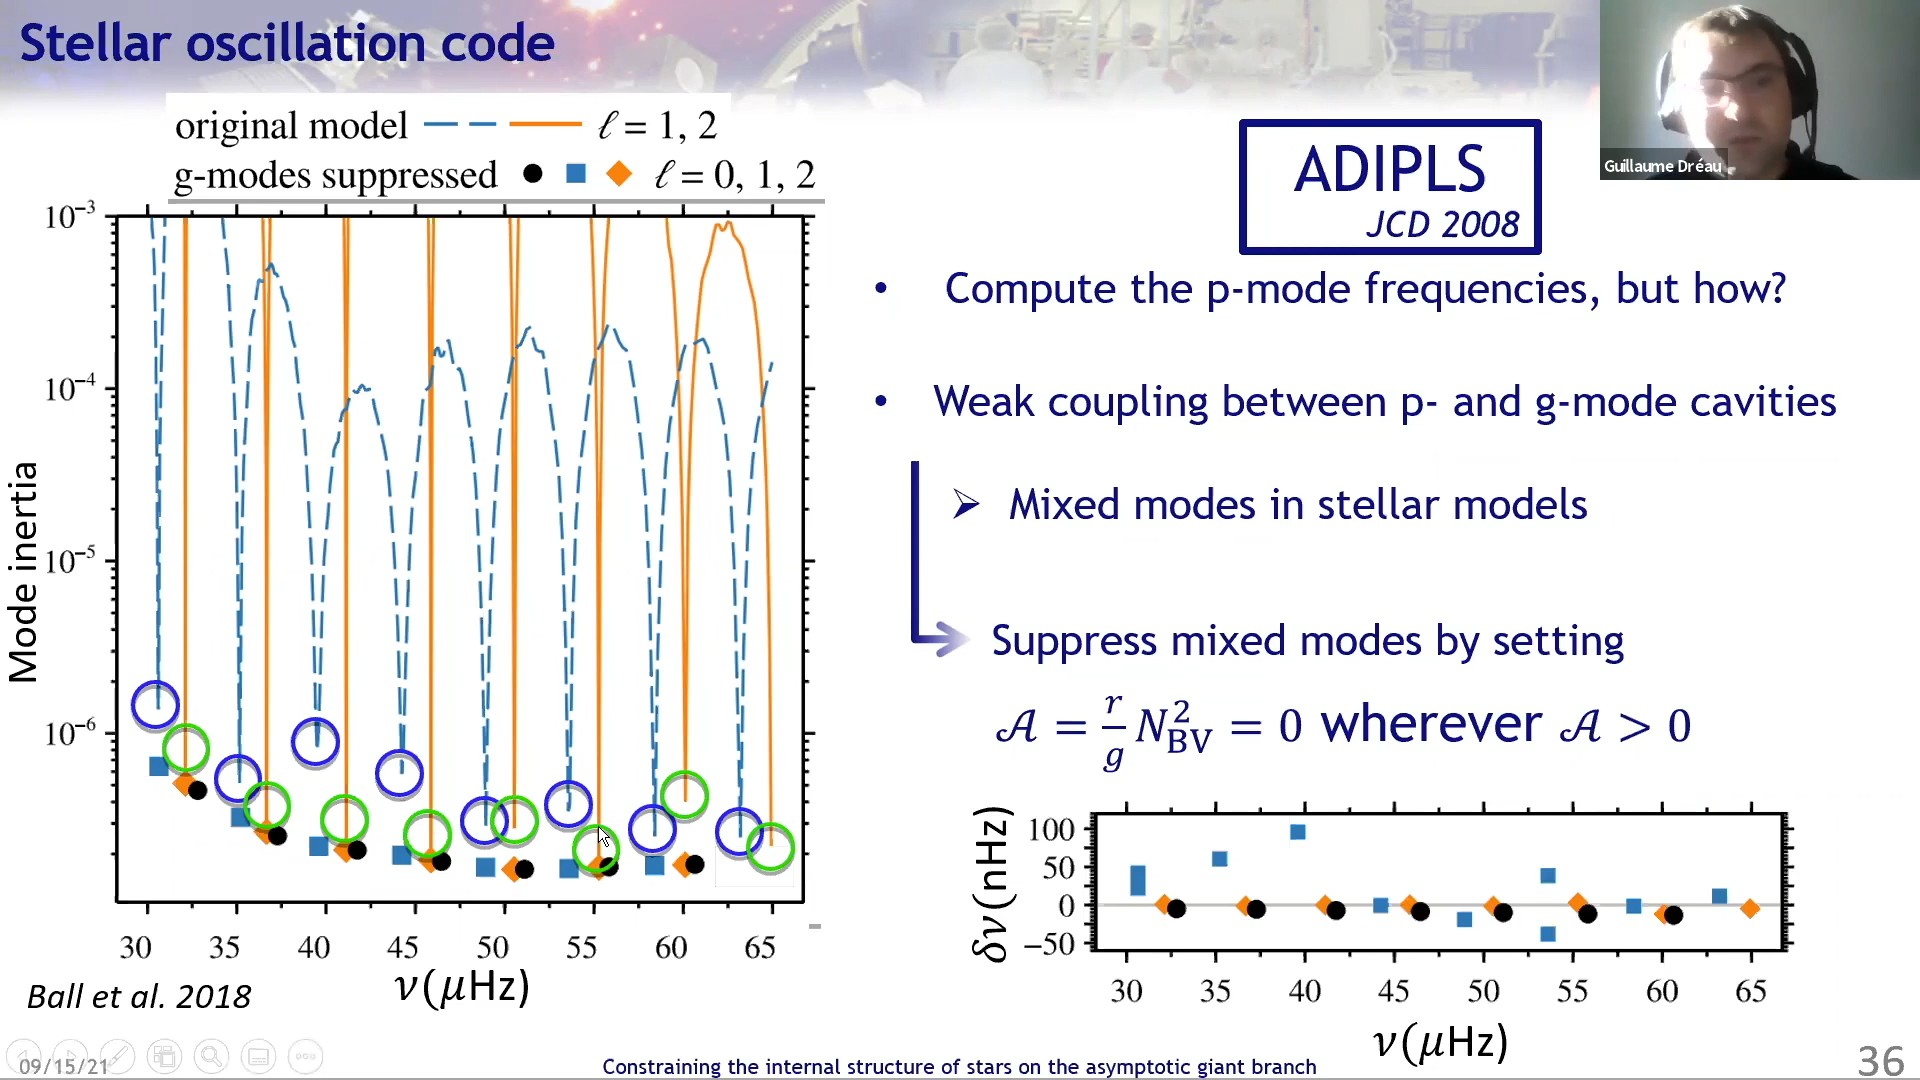 Stellar oscillation code
original model ℓ = 1, 2
g-modes suppressed ℓ = 0, 1, 2
10⁻³
10⁻⁴
10⁻⁵
10⁻⁶
Mode inertia
30 35 40 45 50 55 60 65
ν(μHz)
Ball et al. 2018
ADIPLS
JCD 2008
Guillaume Dréau
• Compute the p-mode frequencies, but how?
• Weak coupling between p- and g-mode cavities
➢ Mixed modes in stellar models
Suppress mixed modes by setting
𝒜 = r/g N²_BV = 0 wherever 𝒜 > 0
100
50
0
−50
δν(nHz)
30 35 40 45 50 55 60 65
ν(μHz)
09/15/21
Constraining the internal structure of stars on the asymptotic giant branch
36